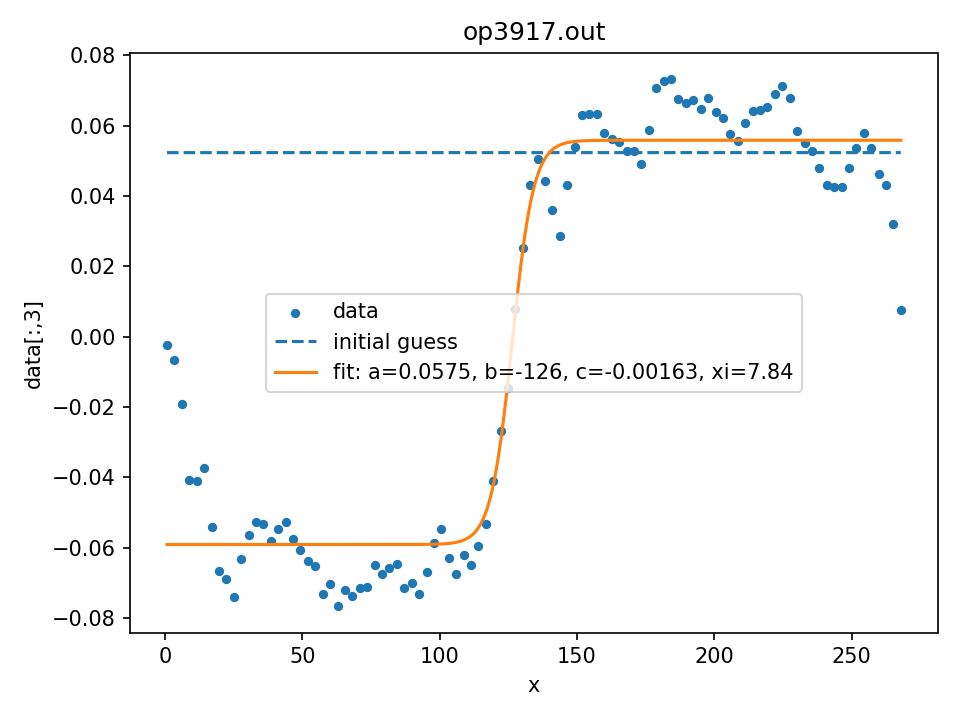 op3917.out
0.08
0.06
0.04
0.02
0.00
−0.02
−0.04
−0.06
−0.08
data[:,3]
data
initial guess
fit: a=0.0575, b=-126, c=-0.00163, xi=7.84
0 50 100 150 200 250
x